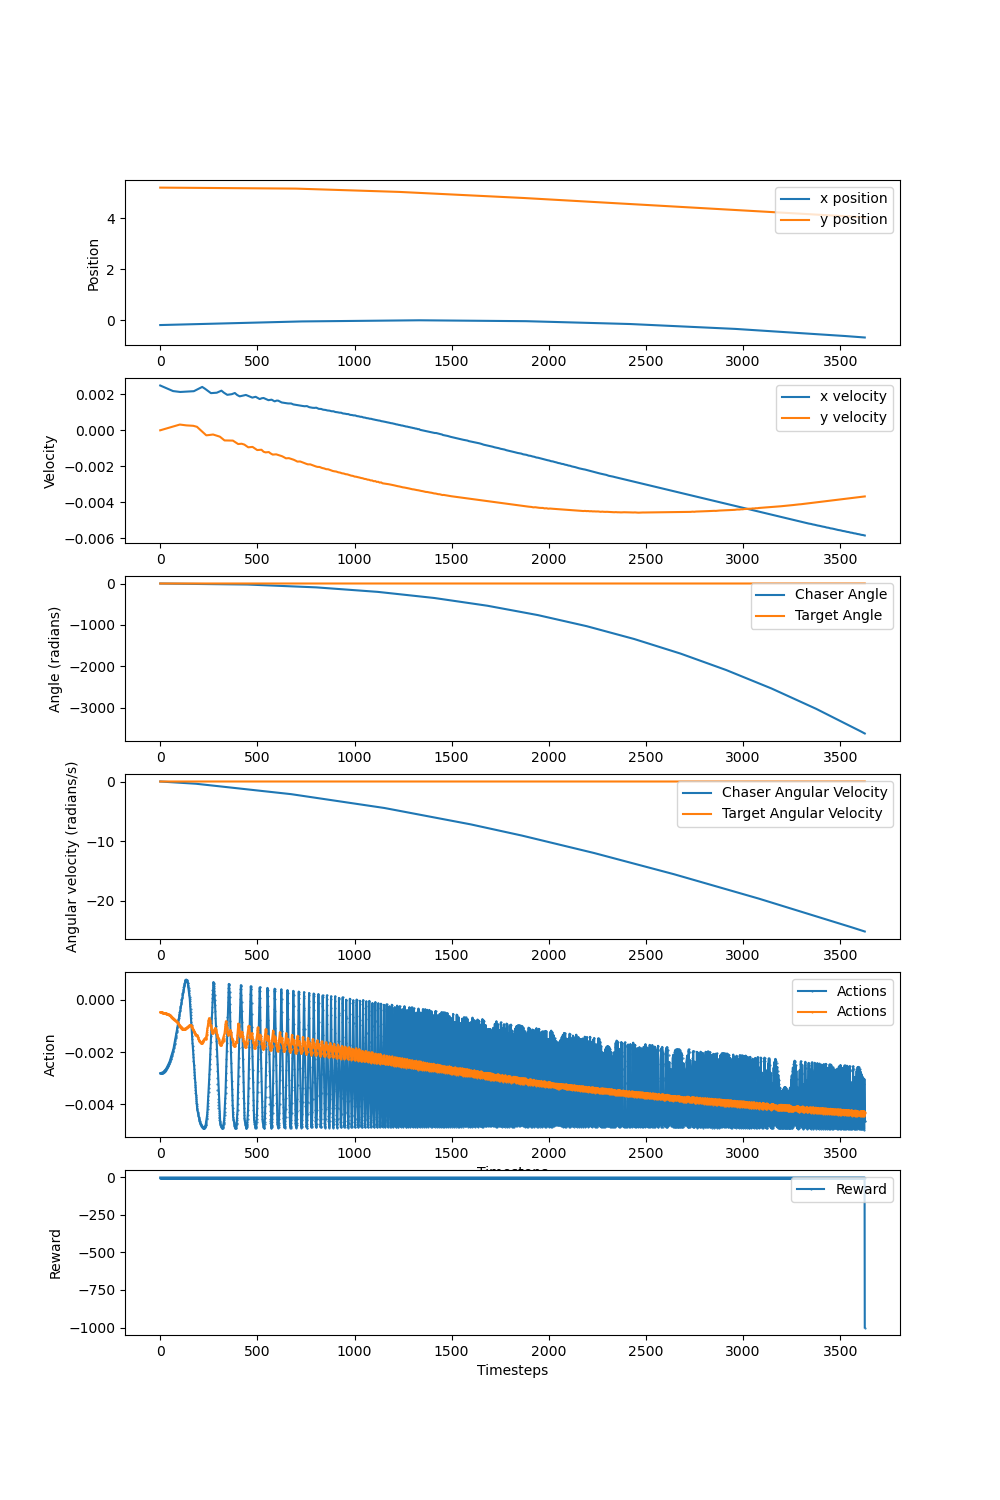 x position
y position
Position
4
2
0
0 500 1000 1500 2000 2500 3000 3500
x velocity
y velocity
Velocity
0.002
0.000
−0.002
−0.004
−0.006
0 500 1000 1500 2000 2500 3000 3500
Chaser Angle
Target Angle
Angle (radians)
0
−1000
−2000
−3000
0 500 1000 1500 2000 2500 3000 3500
Chaser Angular Velocity
Target Angular Velocity
Angular velocity (radians/s)
0
−10
−20
0 500 1000 1500 2000 2500 3000 3500
Actions
Actions
Action
0.000
−0.002
−0.004
0 500 1000 1500 2000 2500 3000 3500
Timesteps
Reward
Reward
0
−250
−500
−750
−1000
0 500 1000 1500 2000 2500 3000 3500
Timesteps